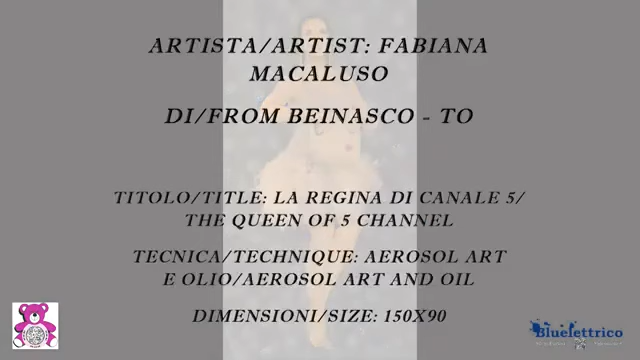 ARTISTA/ARTIST: FABIANA
MACALUSO
DI/FROM BEINASCO - TO
TITOLO/TITLE: LA REGINA DI CANALE 5/
THE QUEEN OF 5 CHANNEL
TECNICA/TECHNIQUE: AEROSOL ART
E OLIO/AEROSOL ART AND OIL
DIMENSIONI/SIZE: 150X90
Bluelettrico